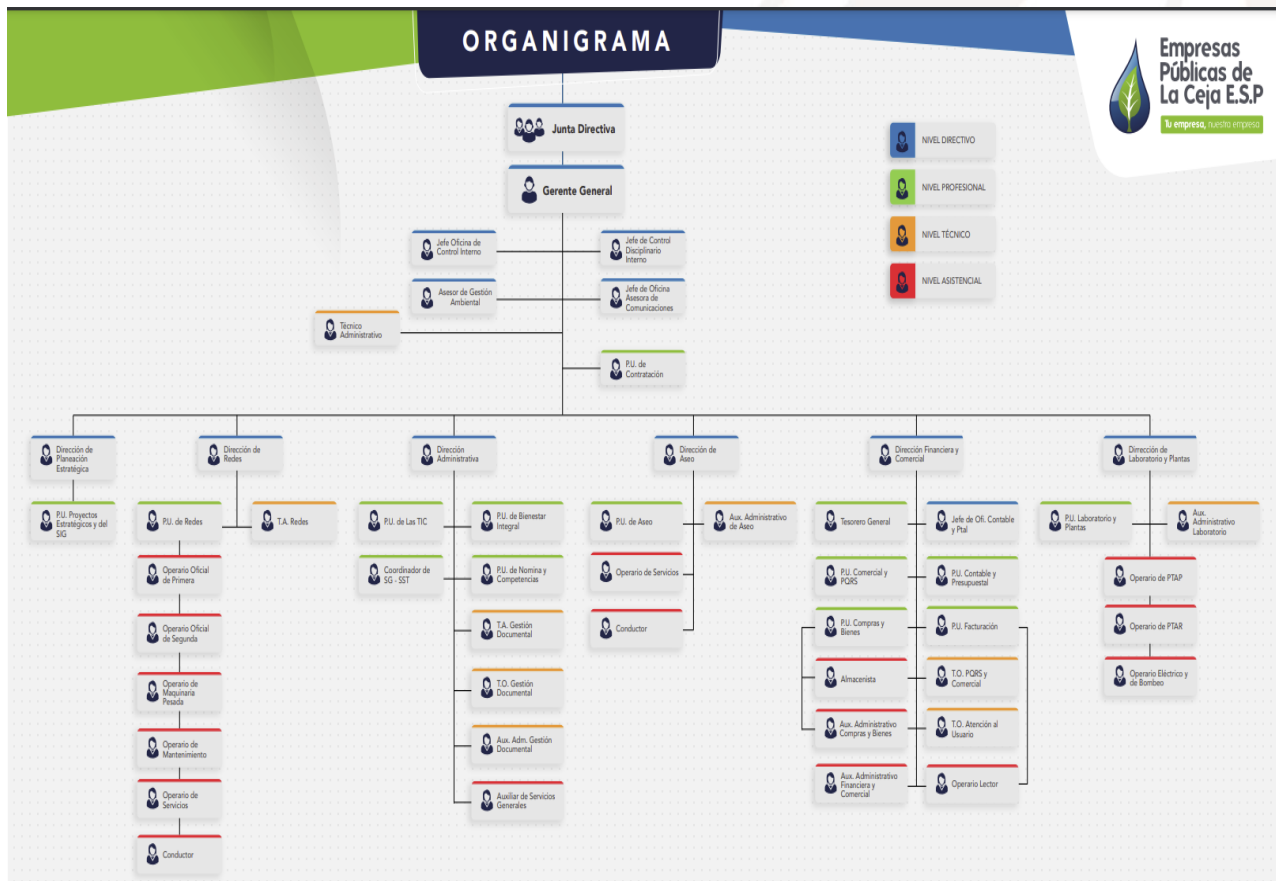 ORGANIGRAMA
Empresas
Públicas de
La Ceja E.S.P
Tu empresa, nuestra empresa
Junta Directiva
Gerente General
NIVEL DIRECTIVO
NIVEL PROFESIONAL
NIVEL TÉCNICO
NIVEL ASISTENCIAL
Jefe Oficina de
Control Interno
Jefe de Control
Disciplinario
Interno
Asesor de Gestión
Ambiental
Jefe de Oficina
Asesora de
Comunicaciones
Técnico
Administrativo
P.U. de
Contratación
Dirección de
Planeación
Estratégica
P.U. Proyectos
Estratégicos y del
SIG
Dirección de
Redes
P.U. de Redes
T.A. Redes
Operario Oficial
de Primera
Operario Oficial
de Segunda
Operario de
Maquinaria
Pesada
Operario de
Mantenimiento
Operario de
Servicios
Conductor
Dirección
Administrativa
P.U. de Las TIC
P.U. de Bienestar
Integral
Coordinador de
SG - SST
P.U. de Nomina y
Competencias
T.A. Gestión
Documental
T.O. Gestión
Documental
Aux. Adm. Gestión
Documental
Auxiliar de Servicios
Generales
Dirección de
Aseo
P.U. de Aseo
Aux. Administrativo
de Aseo
Operario de Servicios
Conductor
Dirección Financiera y
Comercial
Tesorero General
Jefe de Ofi. Contable
y Ptal
P.U. Comercial y
PQRS
P.U. Contable y
Presupuestal
P.U. Compras y
Bienes
P.U. Facturación
Almacenista
T.O. PQRS y
Comercial
Aux. Administrativo
Compras y Bienes
T.O. Atención al
Usuario
Aux. Administrativo
Financiera y
Comercial
Operario Lector
Dirección de
Laboratorio y Plantas
P.U. Laboratorio y
Plantas
Aux.
Administrativo
Laboratorio
Operario de PTAP
Operario de PTAR
Operario Eléctrico y
de Bombeo